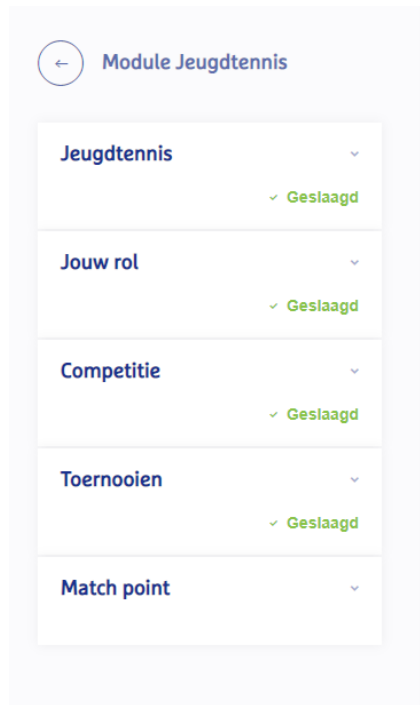 Module Jeugdtennis
Jeugdtennis
Geslaagd
Jouw rol
Geslaagd
Competitie
Geslaagd
Toernooien
Geslaagd
Match point